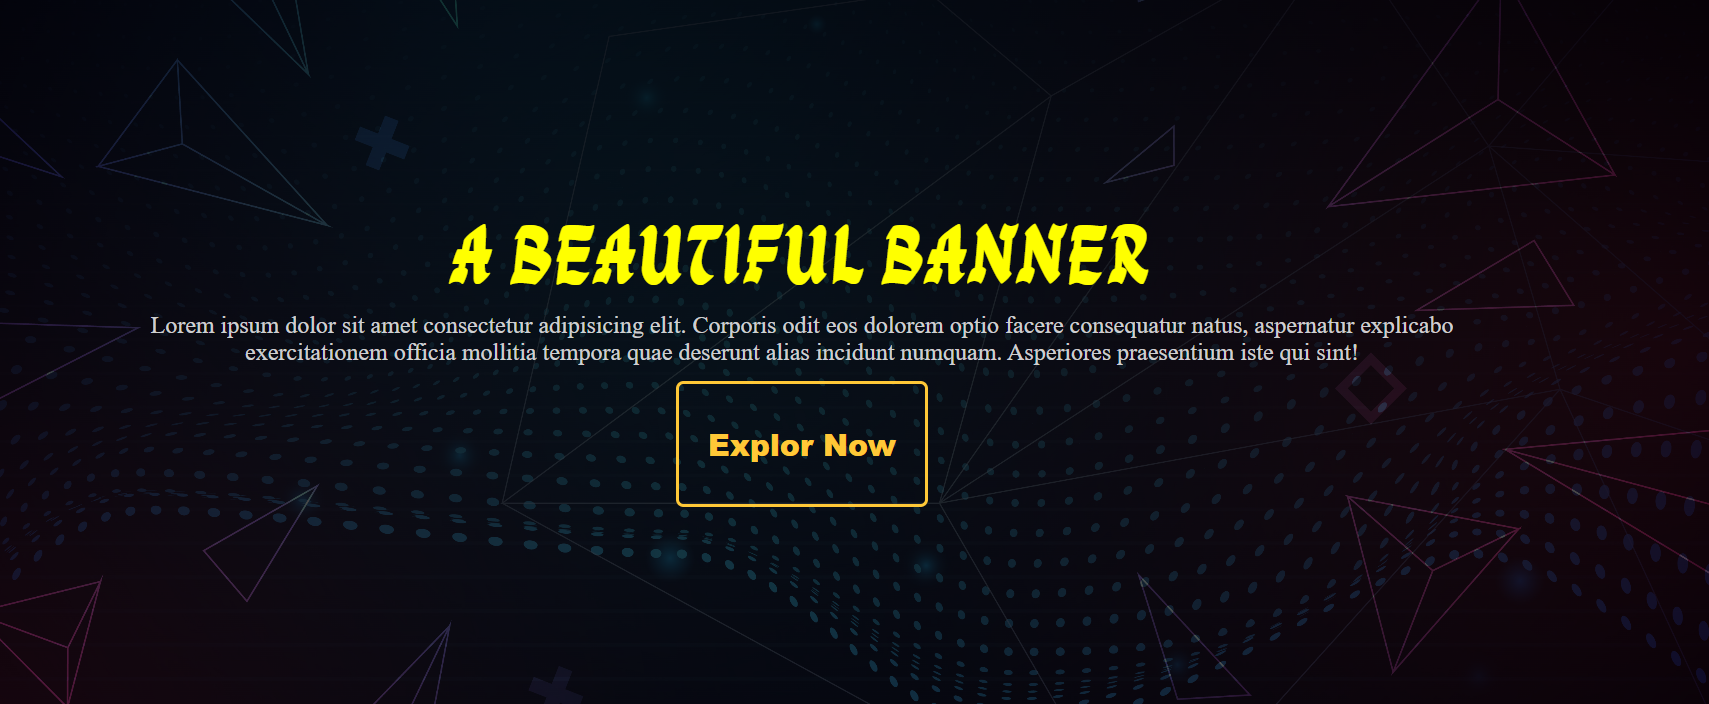 A BEAUTIFUL BANNER
Lorem ipsum dolor sit amet consectetur adipisicing elit. Corporis odit eos dolorem optio facere consequatur natus, aspernatur explicabo
exercitationem officia mollitia tempora quae deserunt alias incidunt numquam. Asperiores praesentium iste qui sint!
Explor Now